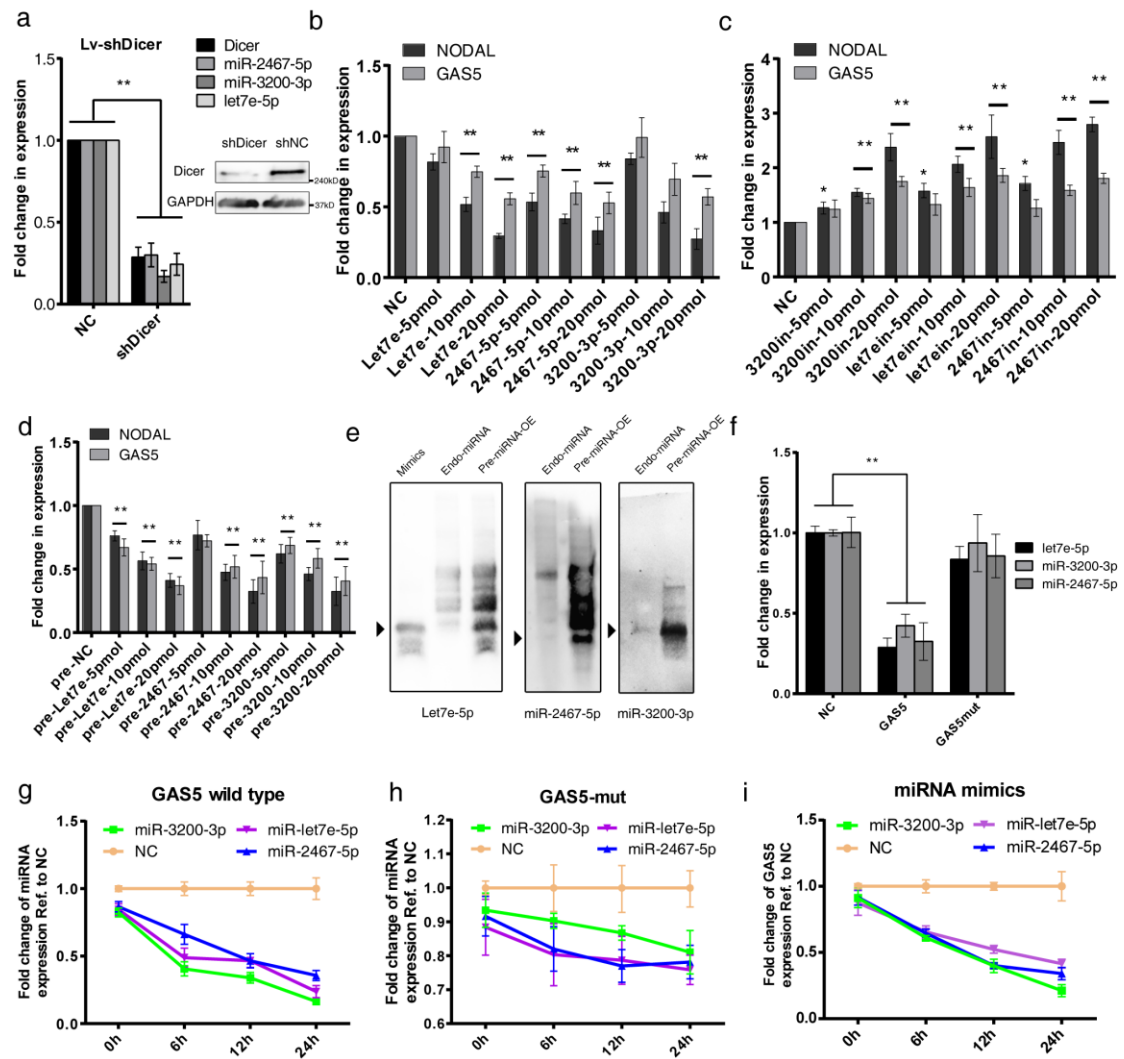 a
Lv-shDicer
Dicer
miR-2467-5p
miR-3200-3p
let7e-5p
Fold change in expression
1.5
1.0
0.5
0.0
**
NC
shDicer
shDicer
shNC
Dicer
240kD
GAPDH
37kD
b
NODAL
GAS5
Fold change in expression
1.5
1.0
0.5
0.0
** ** ** ** ** **
NC
Let7e-5pmol
Let7e-10pmol
Let7e-20pmol
2467-5p-5pmol
2467-5p-10pmol
2467-5p-20pmol
3200-3p-5pmol
3200-3p-10pmol
3200-3p-20pmol
c
NODAL
GAS5
Fold change in expression
4
3
2
1
0
* ** ** * ** ** * ** **
NC
3200in-5pmol
3200in-10pmol
3200in-20pmol
let7ein-5pmol
let7ein-10pmol
let7ein-20pmol
2467in-5pmol
2467in-10pmol
2467in-20pmol
d
NODAL
GAS5
Fold change in expression
1.5
1.0
0.5
0.0
** ** ** ** ** ** ** **
pre-NC
pre-Let7e-5pmol
pre-Let7e-10pmol
pre-Let7e-20pmol
pre-2467-5pmol
pre-2467-10pmol
pre-2467-20pmol
pre-3200-5pmol
pre-3200-10pmol
pre-3200-20pmol
e
Mimics
Endo-miRNA
Pre-miRNA-OE
Endo-miRNA
Pre-miRNA-OE
Endo-miRNA
Pre-miRNA-OE
Let7e-5p
miR-2467-5p
miR-3200-3p
f
Fold change in expression
1.5
1.0
0.5
0.0
**
let7e-5p
miR-3200-3p
miR-2467-5p
NC
GAS5
GAS5mut
g
GAS5 wild type
miR-3200-3p
miR-let7e-5p
NC
miR-2467-5p
Fold change of miRNA
expression Ref. to NC
1.5
1.0
0.5
0.0
0h
6h
12h
24h
h
GAS5-mut
miR-3200-3p
miR-let7e-5p
NC
miR-2467-5p
Fold change of miRNA
expression Ref. to NC
1.2
1.1
1.0
0.9
0.8
0.7
0.6
0h
6h
12h
24h
i
miRNA mimics
miR-3200-3p
miR-let7e-5p
NC
miR-2467-5p
Fold change of GAS5
expression Ref. to NC
1.5
1.0
0.5
0.0
0h
6h
12h
24h